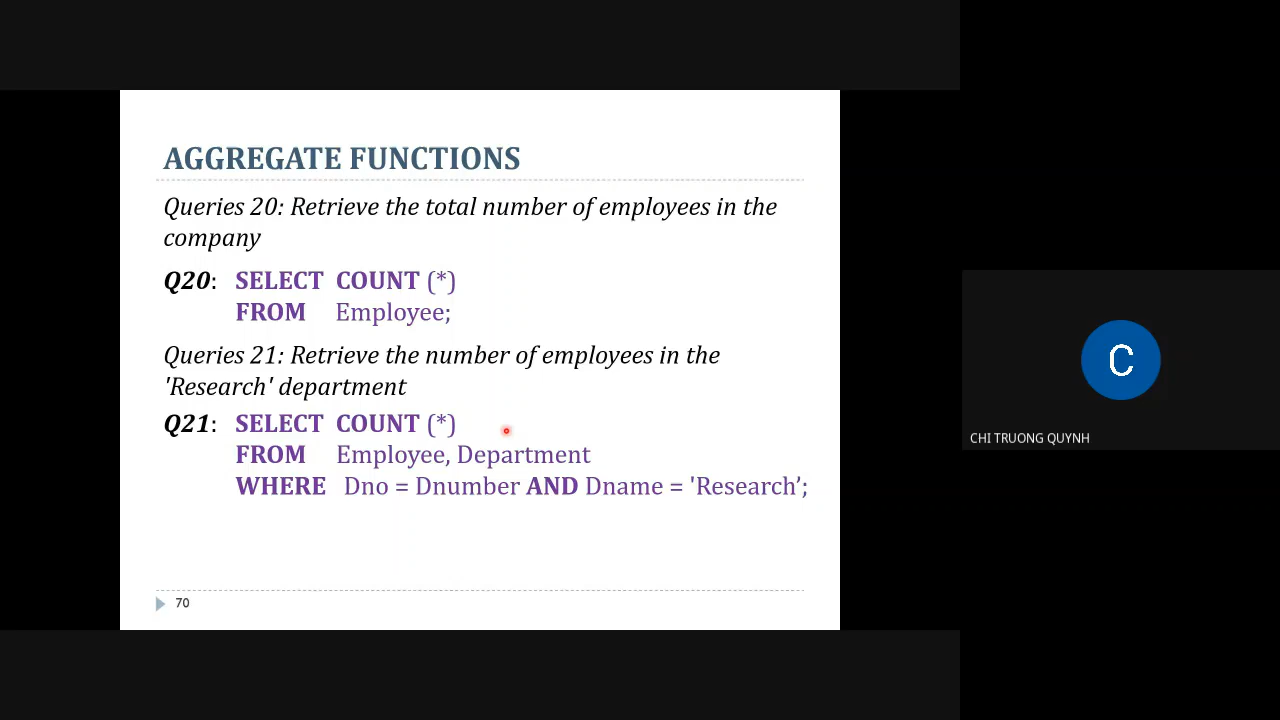 AGGREGATE FUNCTIONS
Queries 20: Retrieve the total number of employees in the
company
Q20: SELECT COUNT (*)
FROM Employee;
Queries 21: Retrieve the number of employees in the
'Research' department
Q21: SELECT COUNT (*)
FROM Employee, Department
WHERE Dno = Dnumber AND Dname = 'Research’;
70
C
CHI TRUONG QUYNH